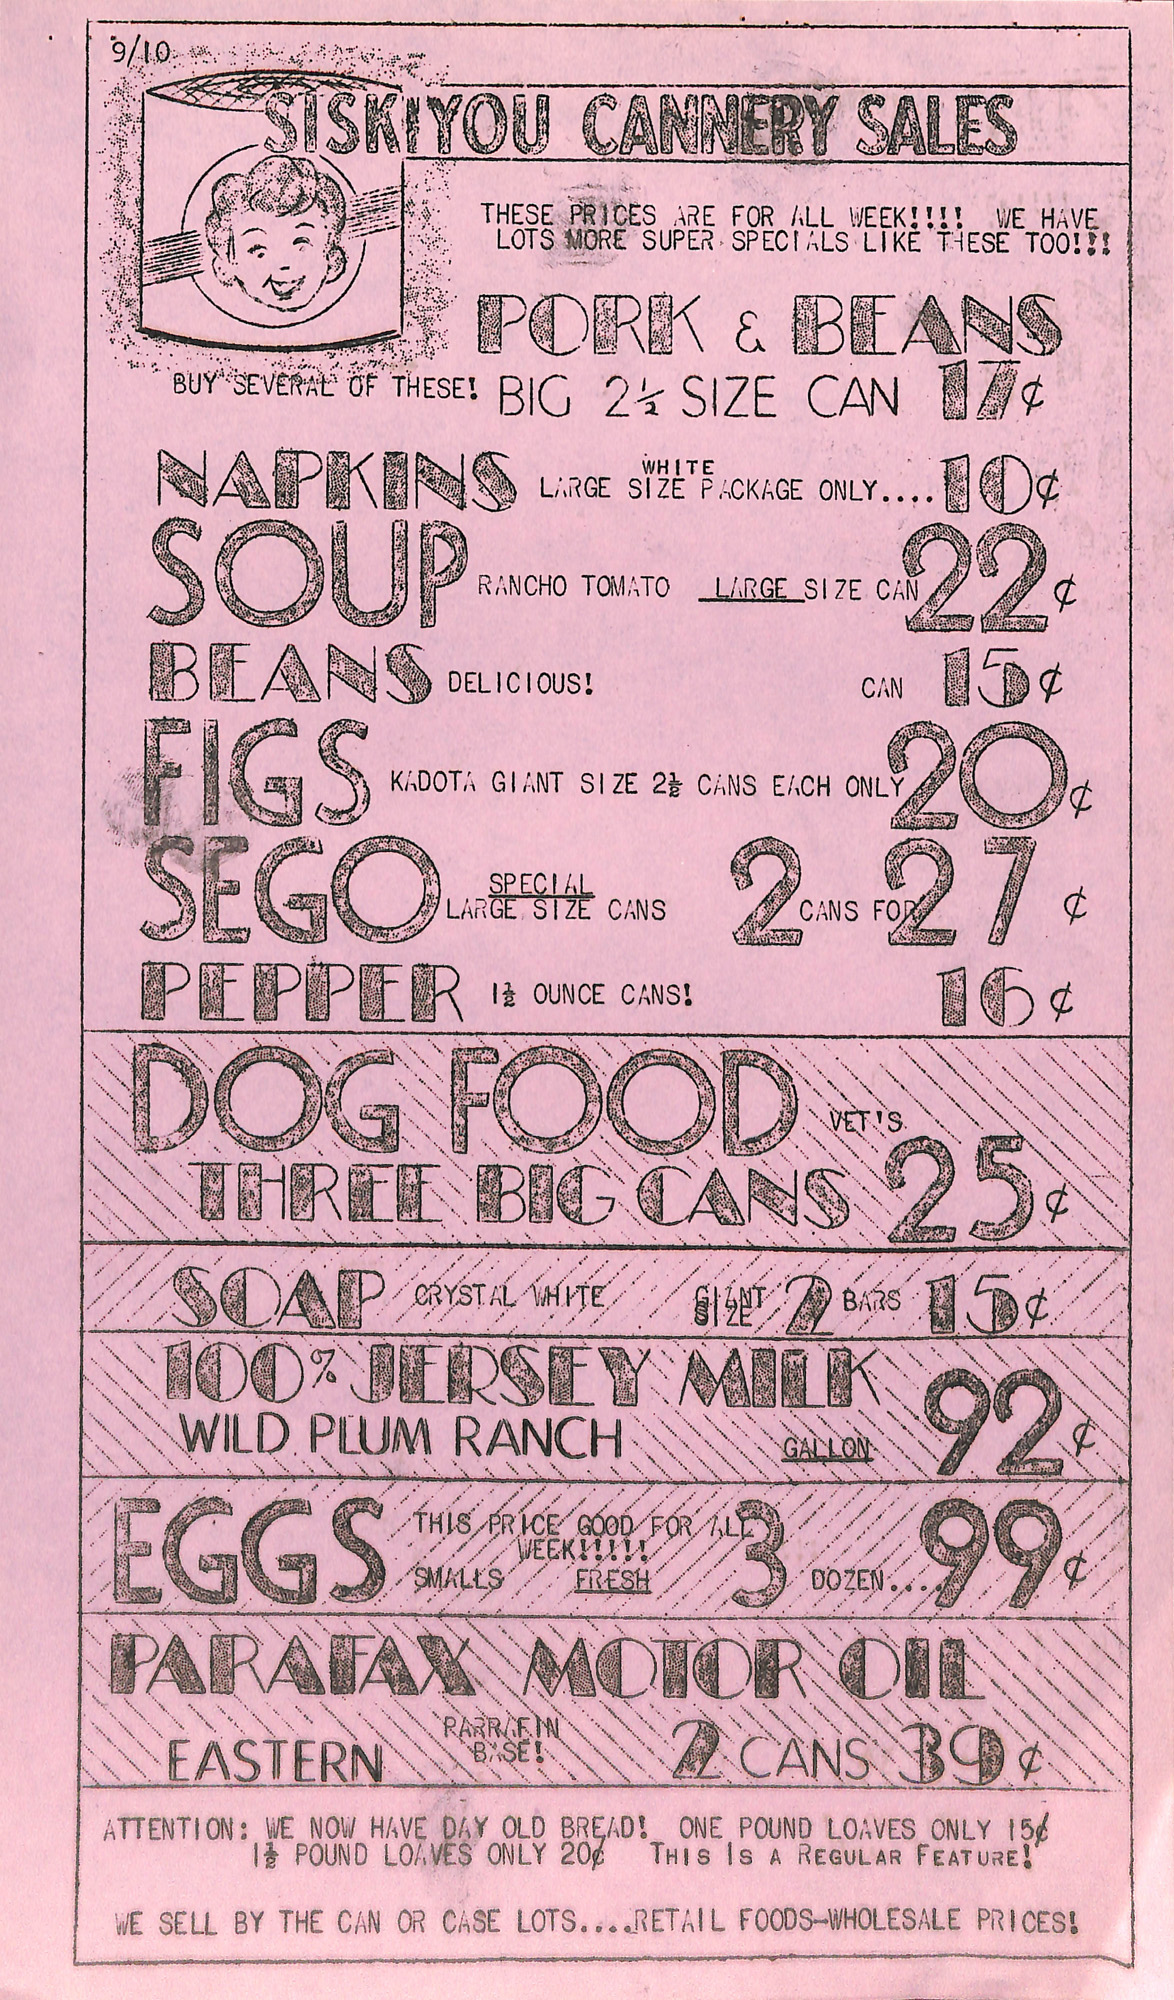 9/10
SISKIYOU CANNERY SALES
THESE PRICES ARE FOR ALL WEEK!!!! WE HAVE
LOTS MORE SUPER SPECIALS LIKE THESE TOO!!!
PORK & BEANS
BUY SEVERAL OF THESE! BIG 2½ SIZE CAN 17¢
NAPKINS WHITE
LARGE SIZE PACKAGE ONLY....10¢
SOUP RANCHO TOMATO LARGE SIZE CAN 22¢
BEANS DELICIOUS! CAN 15¢
FIGS KADOTA GIANT SIZE 2½ CANS EACH ONLY 20¢
SEGO SPECIAL
LARGE SIZE CANS 2 CANS FOR 27¢
PEPPER 1½ OUNCE CANS! 16¢
DOG FOOD VET'S
THREE BIG CANS 25¢
SOAP CRYSTAL WHITE GIANT SIZE 2 BARS 15¢
100% JERSEY MILK
WILD PLUM RANCH GALLON 92¢
EGGS THIS PRICE GOOD FOR ALL
WEEK!!!!!
SMALLS FRESH 3 DOZEN....99¢
PARAFAX MOTOR OIL
EASTERN PARRAFIN
BASE! 2 CANS 39¢
ATTENTION: WE NOW HAVE DAY OLD BREAD! ONE POUND LOAVES ONLY 15¢
1½ POUND LOAVES ONLY 20¢ THIS IS A REGULAR FEATURE!
WE SELL BY THE CAN OR CASE LOTS....RETAIL FOODS-WHOLESALE PRICES!